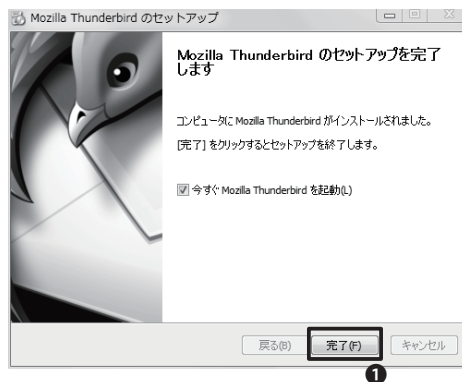 Mozilla Thunderbird のセットアップ
Mozilla Thunderbird のセットアップを完了
します
コンピュータに Mozilla Thunderbird がインストールされました。
[完了] をクリックするとセットアップを終了します。
今すぐ Mozilla Thunderbird を起動(L)
戻る(B) 完了(F) キャンセル
❶